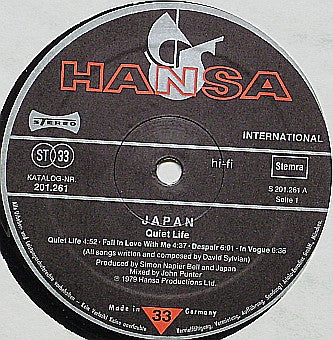 HANSA
STEREO
INTERNATIONAL
ST 33
hi-fi
Stemra
KATALOG-NR.
201.261
S 201.261 A
Seite 1
JAPAN
Quiet Life
Quiet Life 4:52 · Fall In Love With Me 4:37 · Despair 6:01 · In Vogue 6:36
(All songs written and composed by David Sylvian)
Produced by Simon Napier Bell and Japan
Mixed by John Punter
℗ 1979 Hansa Productions Ltd.
Made in 33 Germany